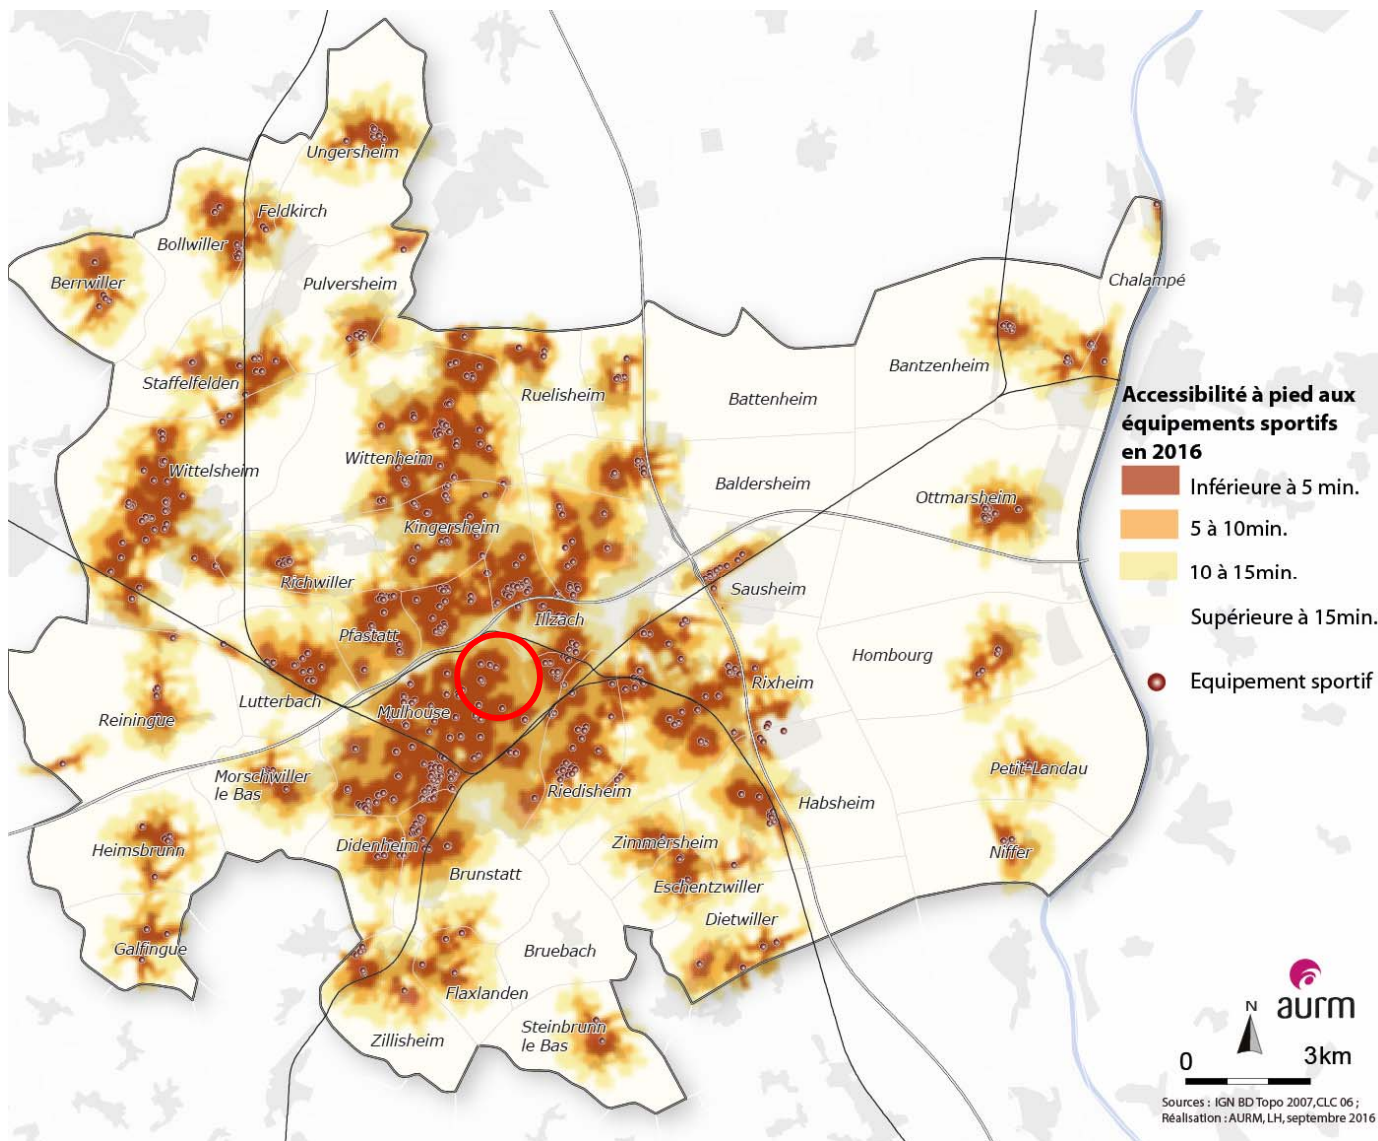 Ungersheim
Feldkirch
Bollwiller
Berrwiller
Pulversheim
Chalampé
Staffelfelden
Ruelisheim
Battenheim
Bantzenheim
Accessibilité à pied aux
équipements sportifs
en 2016
Inférieure à 5 min.
5 à 10min.
10 à 15min.
Supérieure à 15min.
Equipement sportif
Wittelsheim
Wittenheim
Baldersheim
Ottmarsheim
Kingersheim
Richwiller
Sausheim
Pfastatt
Illzach
Hombourg
Rixheim
Lutterbach
Mulhouse
Reiningue
Morschwiller
le Bas
Riedisheim
Petit-Landau
Habsheim
Heimsbrunn
Didenheim
Zimmersheim
Niffer
Brunstatt
Eschentzwiller
Dietwiller
Galfingue
Bruebach
Flaxlanden
Zillisheim
Steinbrunn
le Bas
aurm
N
0 3km
Sources : IGN BD Topo 2007,CLC 06 ;
Réalisation : AURM, LH, septembre 2016